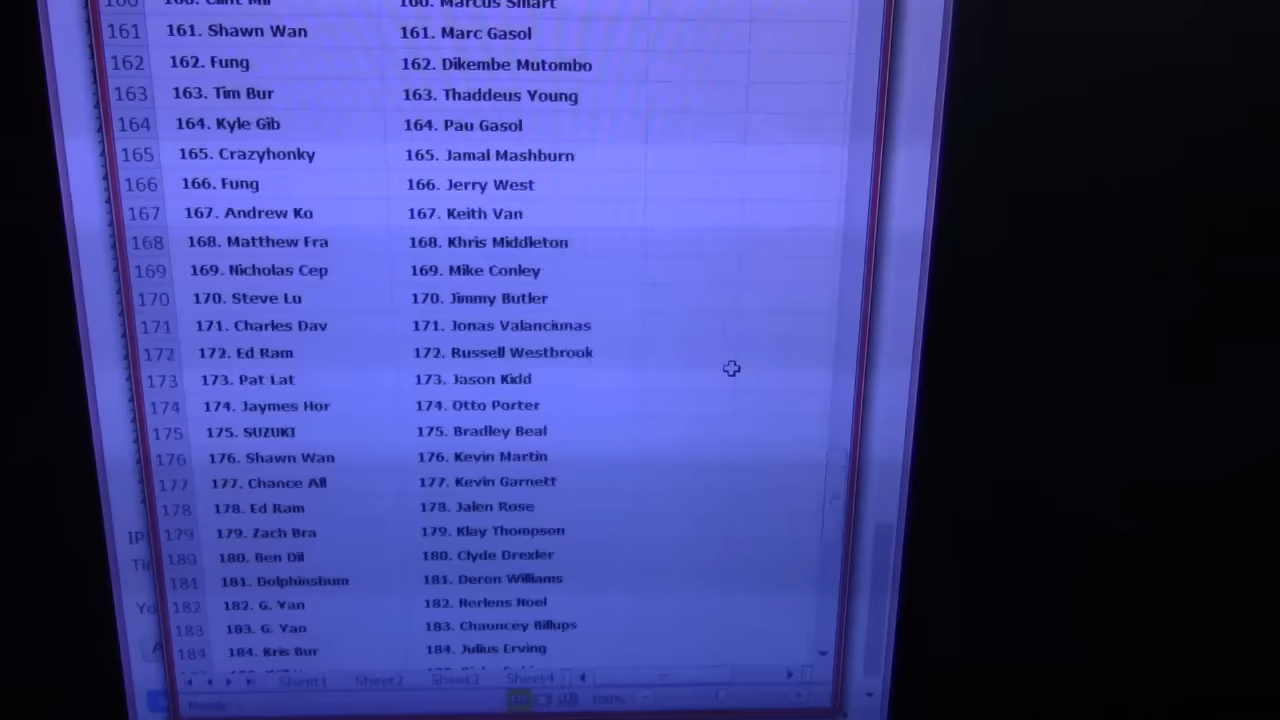 160. Marcus Smart
161 161. Shawn Wan 161. Marc Gasol
162 162. Fung 162. Dikembe Mutombo
163 163. Tim Bur 163. Thaddeus Young
164 164. Kyle Gib 164. Pau Gasol
165 165. Crazyhonky 165. Jamal Mashburn
166 166. Fung 166. Jerry West
167 167. Andrew Ko 167. Keith Van
168 168. Matthew Fra 168. Khris Middleton
169 169. Nicholas Cep 169. Mike Conley
170 170. Steve Lu 170. Jimmy Butler
171 171. Charles Dav 171. Jonas Valanciunas
172 172. Ed Ram 172. Russell Westbrook
173 173. Pat Lat 173. Jason Kidd
174 174. Jaymes Hor 174. Otto Porter
175 175. SUZUKI 175. Bradley Beal
176 176. Shawn Wan 176. Kevin Martin
177 177. Chance All 177. Kevin Garnett
178 178. Ed Ram 178. Jalen Rose
179 179. Zach Bra 179. Klay Thompson
180 180. Ben Dil 180. Clyde Drexler
181 181. Dolphinsbum 181. Deron Williams
182 182. G. Yan 182. Nerlens Noel
183 183. G. Yan 183. Chauncey Billups
184 184. Kris Bur 184. Julius Erving
Sheet1 Sheet2 Sheet3 Sheet4
Ready 100%
IP